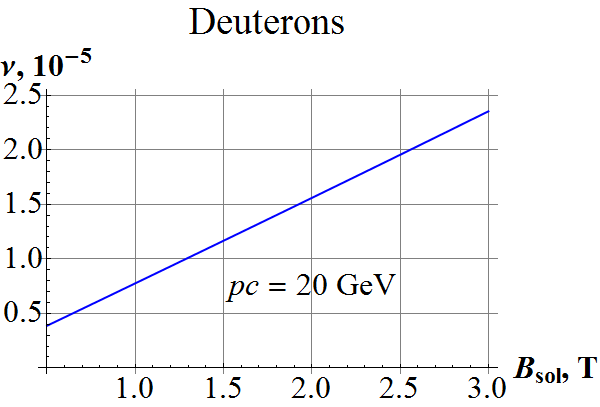 Deuterons
ν, 10⁻⁵
2.5
2.0
1.5
1.0
0.5
pc = 20 GeV
1.0 1.5 2.0 2.5 3.0
B_sol, T